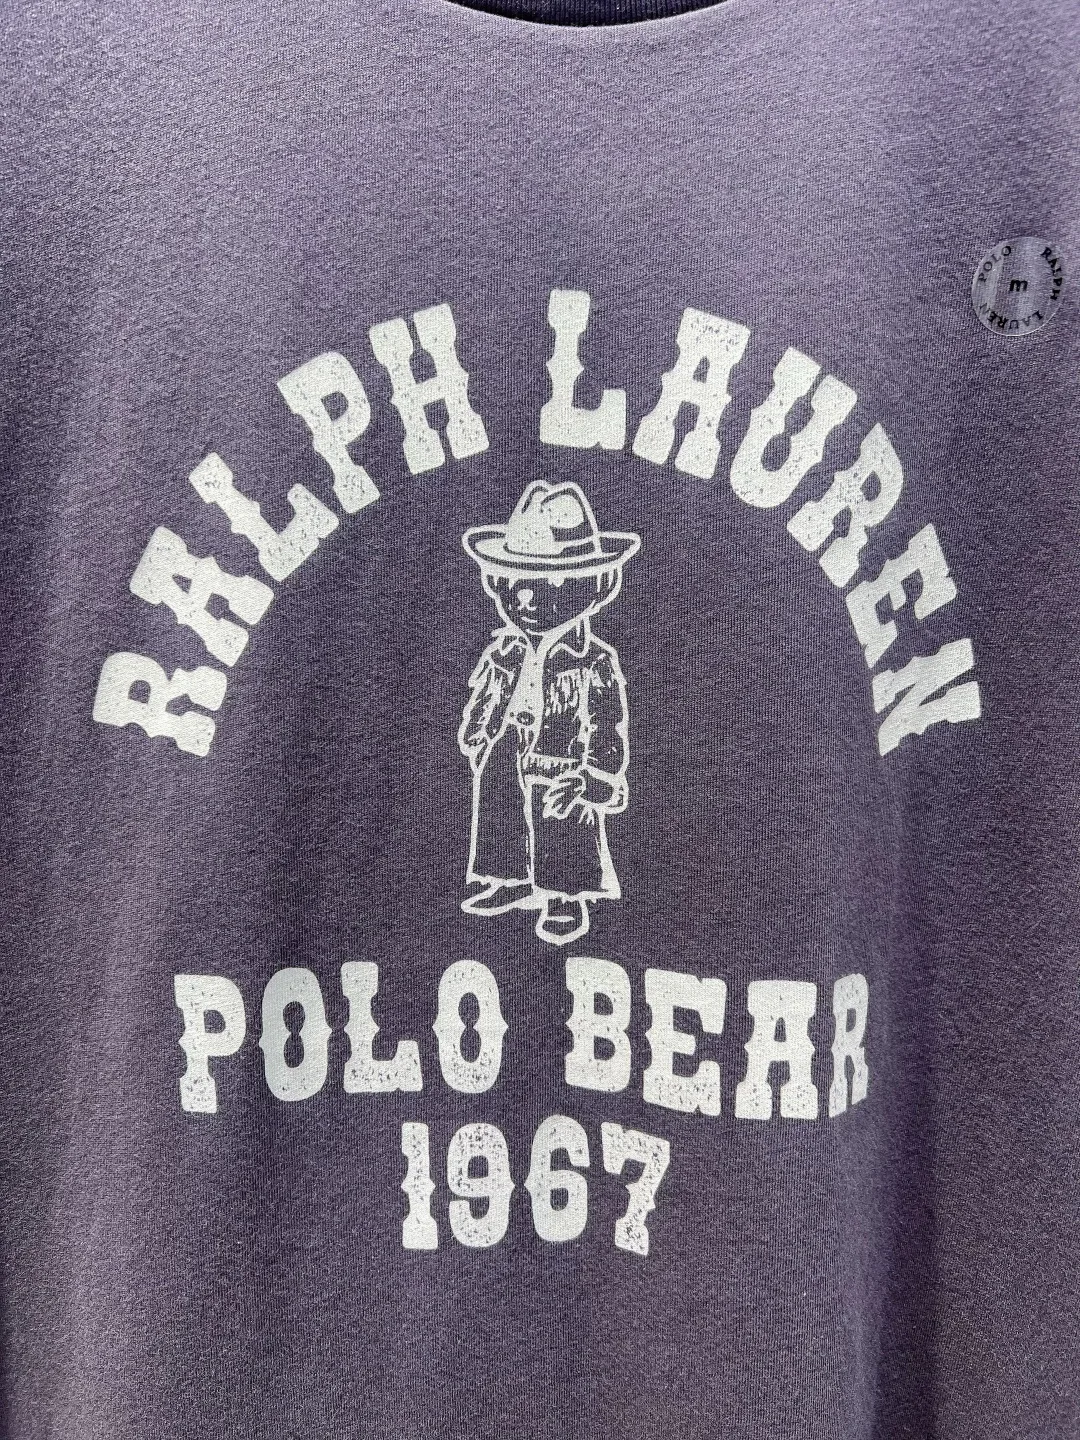 RALPH LAUREN
POLO BEAR
1967
POLO RALPH LAUREN
m